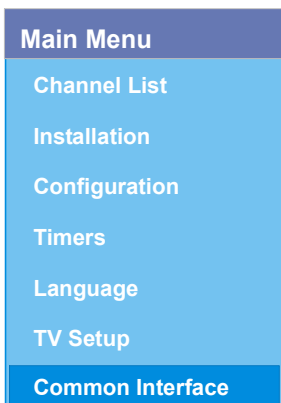 Main Menu
Channel List
Installation
Configuration
Timers
Language
TV Setup
Common Interface